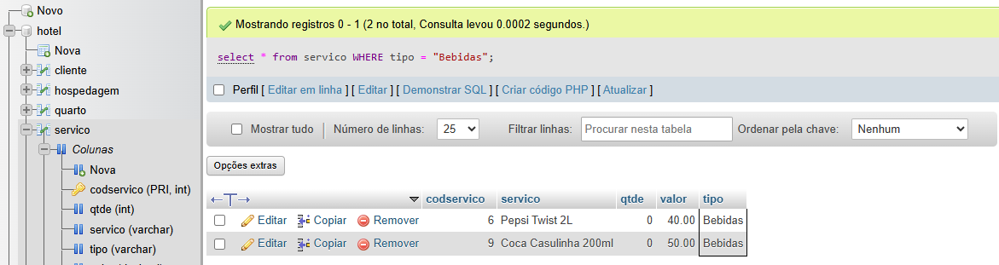 Novo
hotel
Nova
cliente
hospedagem
quarto
servico
Colunas
Nova
codservico (PRI, int)
qtde (int)
servico (varchar)
tipo (varchar)
Mostrando registros 0 - 1 (2 no total, Consulta levou 0.0002 segundos.)
select * from servico WHERE tipo = "Bebidas";
Perfil [ Editar em linha ] [ Editar ] [ Demonstrar SQL ] [ Criar código PHP ] [ Atualizar ]
Mostrar tudo Número de linhas: 25 Filtrar linhas: Procurar nesta tabela Ordenar pela chave: Nenhum
Opções extras
codservico servico qtde valor tipo
Editar Copiar Remover 6 Pepsi Twist 2L 0 40.00 Bebidas
Editar Copiar Remover 9 Coca Casulinha 200ml 0 50.00 Bebidas